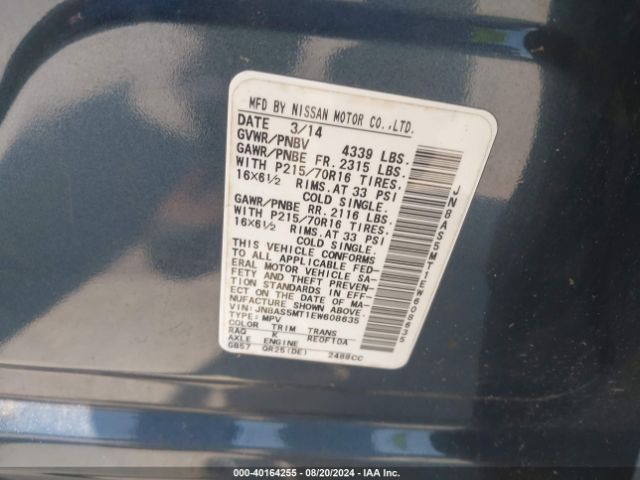 MFD BY NISSAN MOTOR CO.,LTD.
DATE 3/14
GVWR/PNBV 4339 LBS.
GAWR/PNBE FR. 2315 LBS.
WITH P215/70R16 TIRES.
16×6½ RIMS.AT 33 PSI
COLD SINGLE.
GAWR/PNBE RR. 2116 LBS.
WITH P215/70R16 TIRES.
16×6½ RIMS.AT 33 PSI
COLD SINGLE.
THIS VEHICLE CONFORMS
TO ALL APPLICABLE FED-
ERAL MOTOR VEHICLE SA-
FETY AND THEFT PREVEN-
TION STANDARDS IN EFF-
ECT ON THE DATE OF MA-
NUFACTURE SHOWN ABOVE.
VIN: JN8AS5MT1EW608635
TYPE: MPV
COLOR TRIM TRANS
RAQ K RE0F10A
AXLE ENGINE
GB57 QR25(DE) 2488CC
JN8AS5MT1EW608635
000-40164255 - 08/20/2024 - IAA Inc.